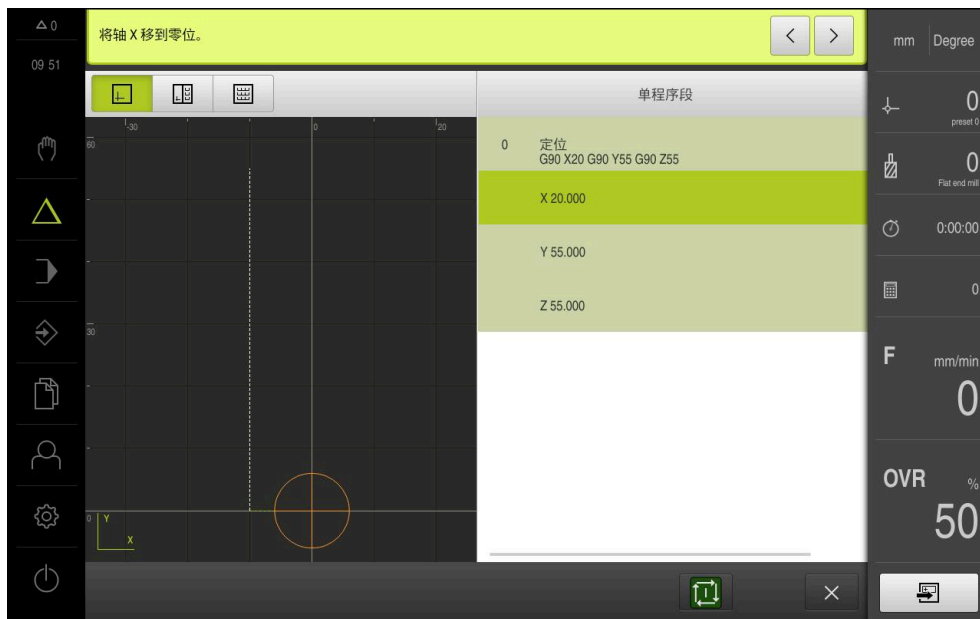 0
将轴 X 移到零位。
mm Degree
09 51
单程序段
-30
0
20
60
0 定位
G90 X20 G90 Y55 G90 Z55
0
preset 0
0
Flat end mill
X 20.000
0:00:00
Y 55.000
0
Z 55.000
30
F mm/min
0
OVR %
50
0
Y
X